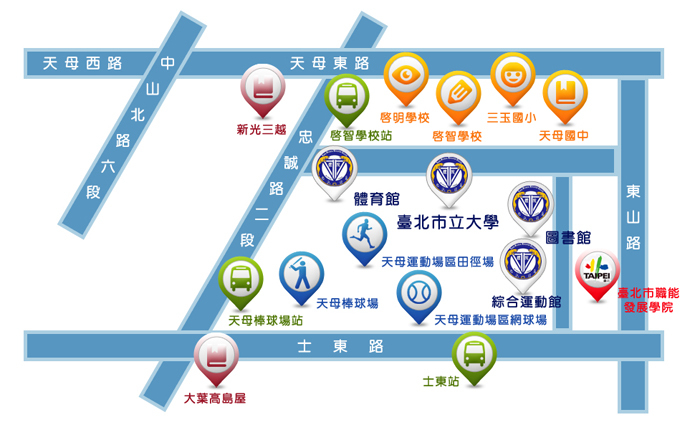 天母西路
中山北路六段
天母東路
新光三越
啓智學校站
啓明學校
啓智學校
三玉國小
天母國中
忠誠路二段
體育館
臺北市立大學
圖書館
東山路
天母運動場區田徑場
綜合運動館
TAIPEI
臺北市職能
發展學院
天母棒球場
天母棒球場站
天母運動場區網球場
士東路
大葉高島屋
士東站